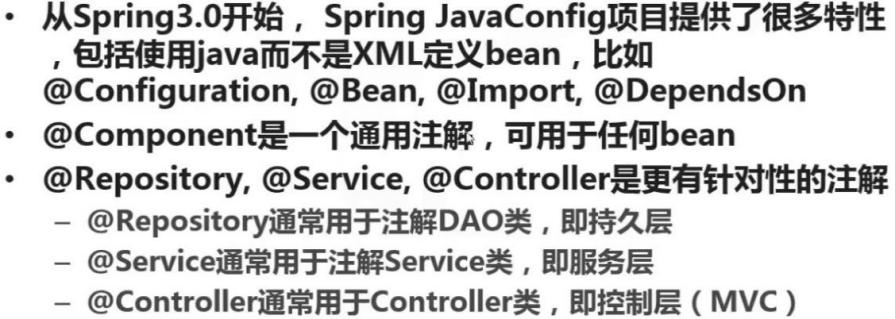 • 从Spring3.0开始，Spring JavaConfig项目提供了很多特性
，包括使用java而不是XML定义bean，比如
@Configuration, @Bean, @Import, @DependsOn
• @Component是一个通用注解，可用于任何bean
• @Repository, @Service, @Controller是更有针对性的注解
– @Repository通常用于注解DAO类，即持久层
– @Service通常用于注解Service类，即服务层
– @Controller通常用于Controller类，即控制层（MVC）